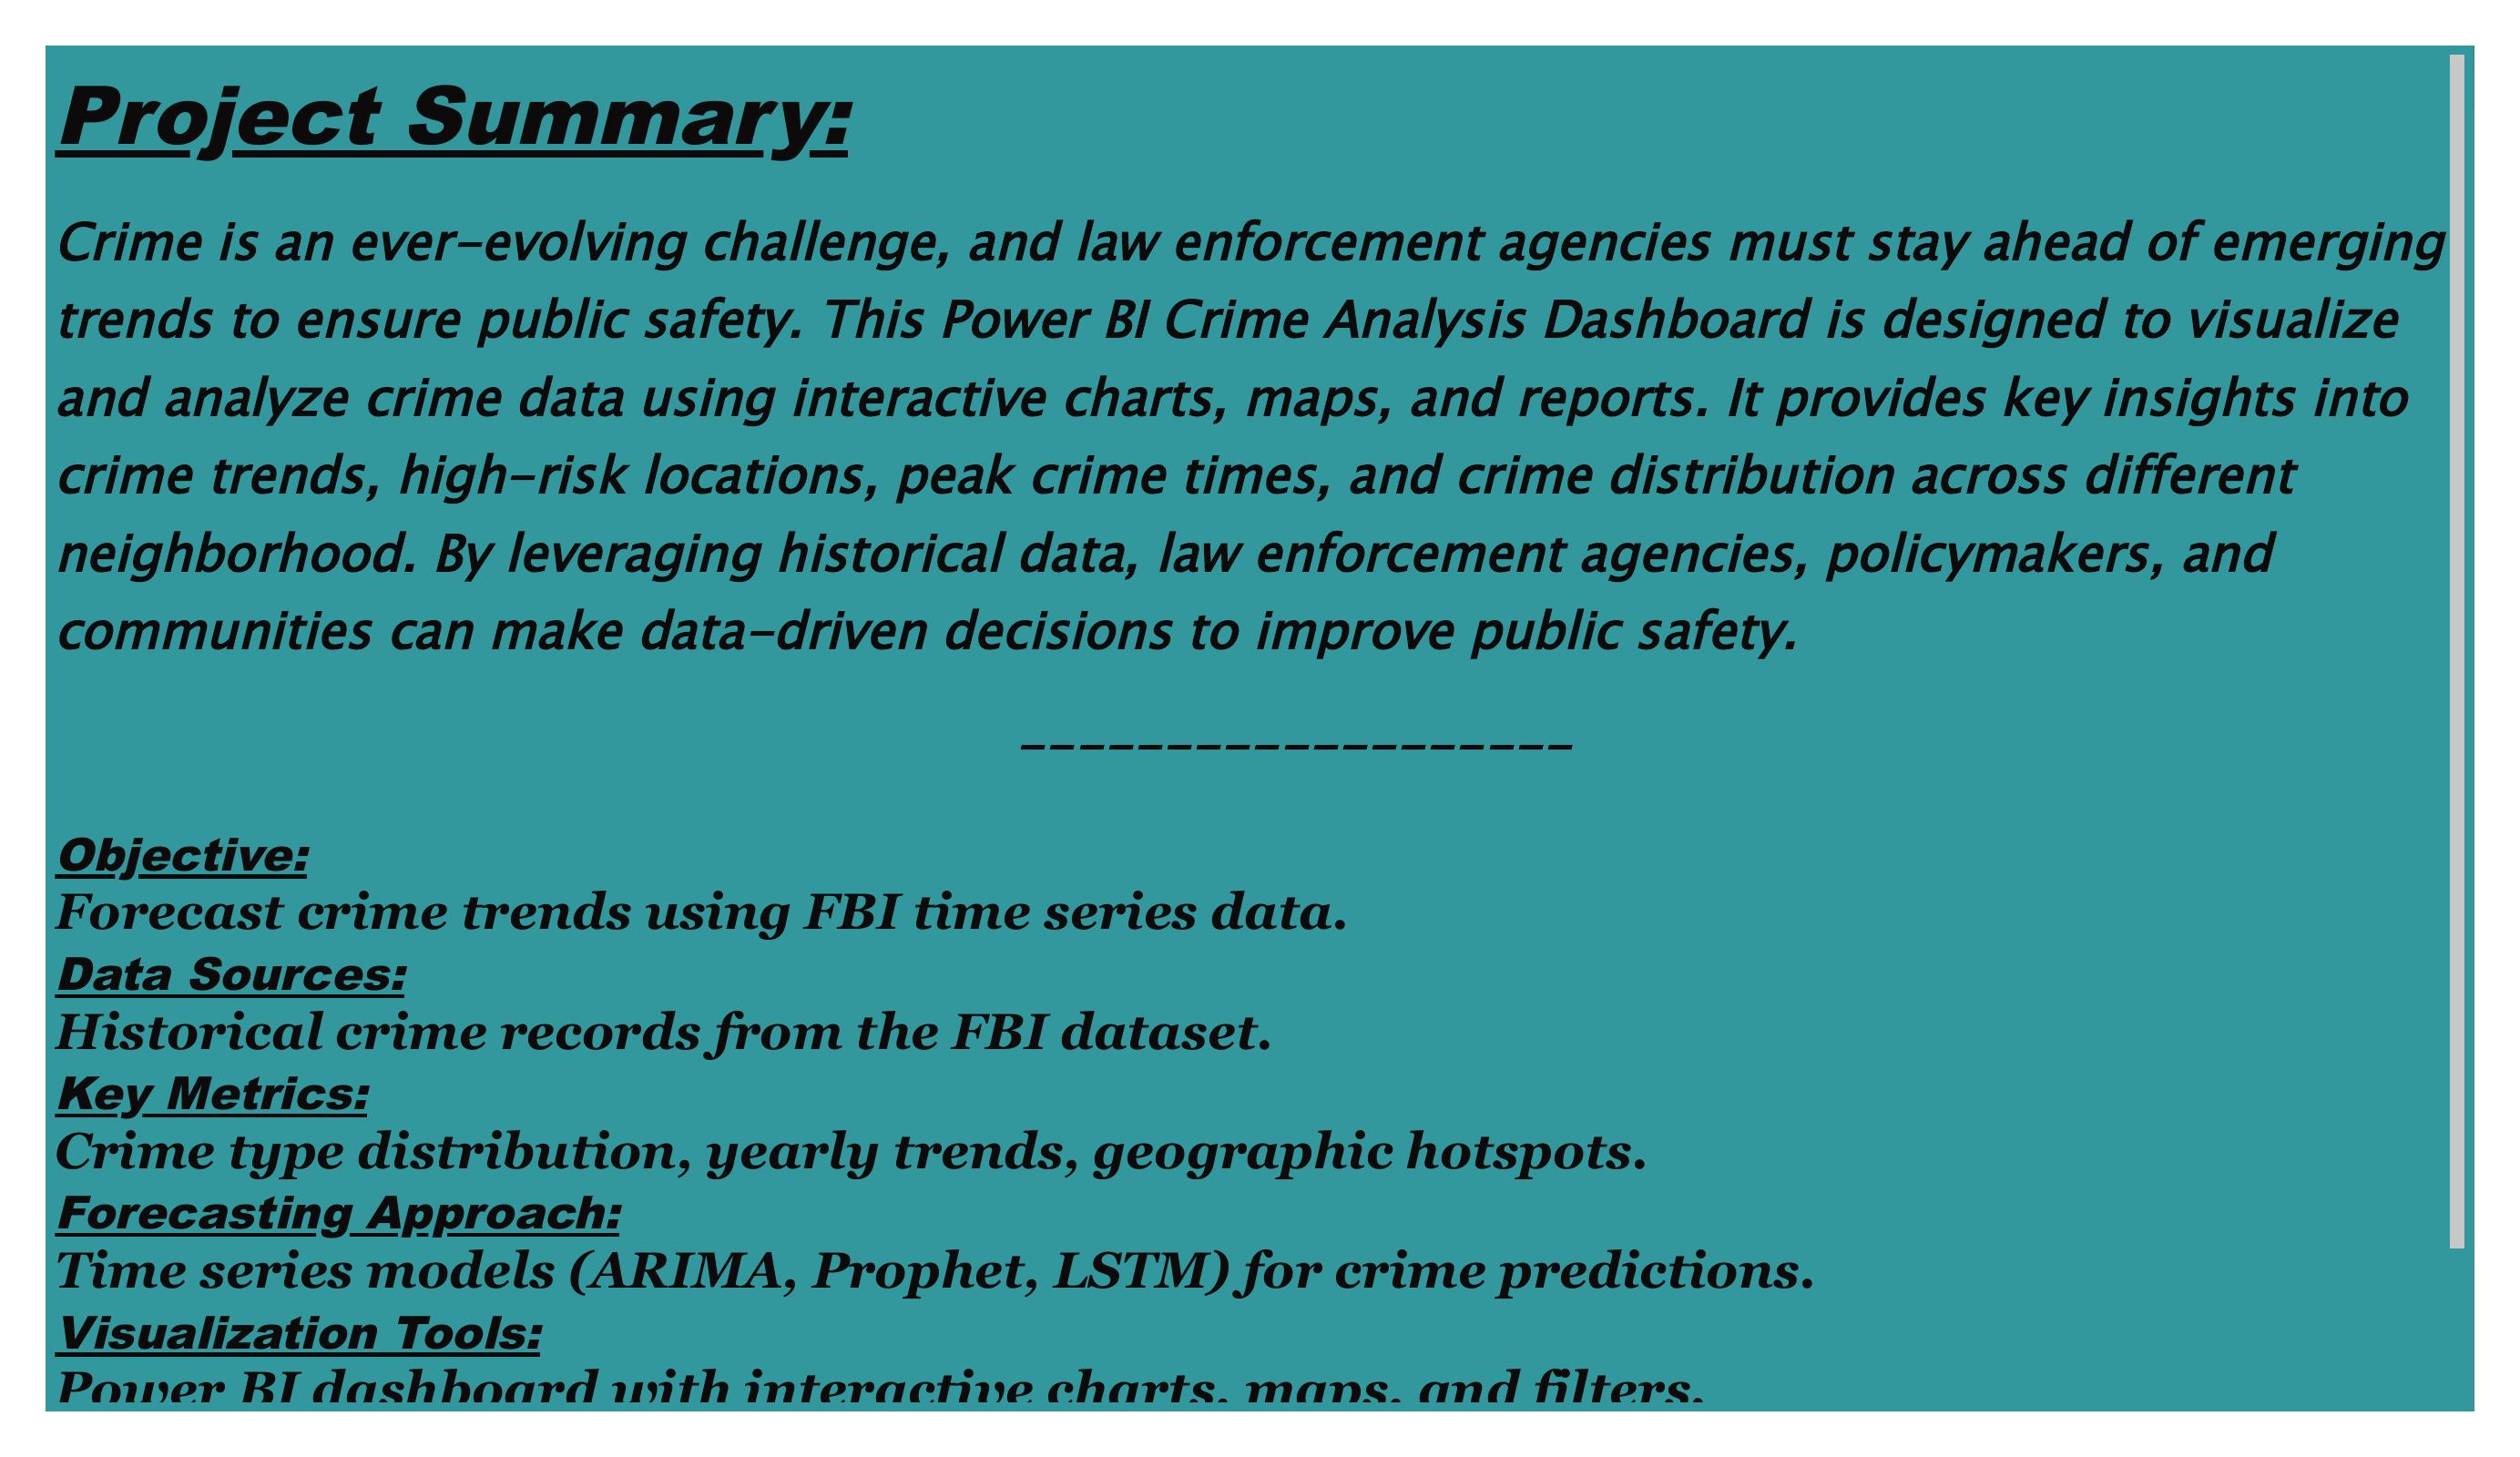 Project Summary:
Crime is an ever-evolving challenge, and law enforcement agencies must stay ahead of emerging
trends to ensure public safety. This Power BI Crime Analysis Dashboard is designed to visualize
and analyze crime data using interactive charts, maps, and reports. It provides key insights into
crime trends, high-risk locations, peak crime times, and crime distribution across different
neighborhood. By leveraging historical data, law enforcement agencies, policymakers, and
communities can make data-driven decisions to improve public safety.
-------------------
Objective:
Forecast crime trends using FBI time series data.
Data Sources:
Historical crime records from the FBI dataset.
Key Metrics:
Crime type distribution, yearly trends, geographic hotspots.
Forecasting Approach:
Time series models (ARIMA, Prophet, LSTM) for crime predictions.
Visualization Tools:
Power BI dashboard with interactive charts, maps, and filters.